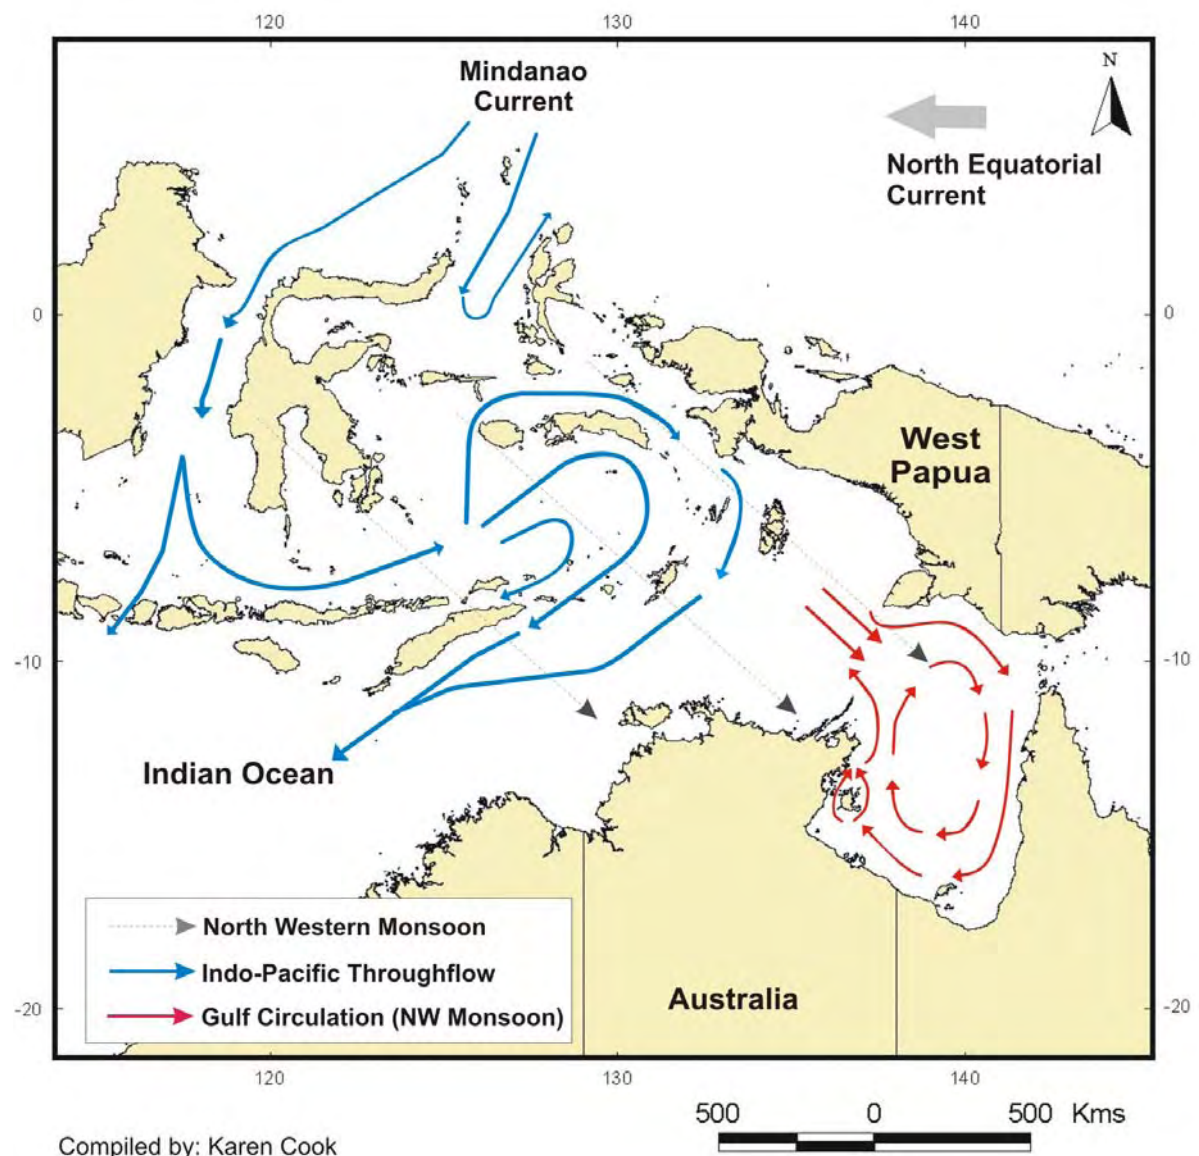 120 130 140
Mindanao
Current
N
North Equatorial
Current
0 0
West
Papua
-10 -10
Indian Ocean
North Western Monsoon
Indo-Pacific Throughflow
Gulf Circulation (NW Monsoon)
Australia
-20 -20
120 130 140
500 0 500 Kms
Compiled by: Karen Cook